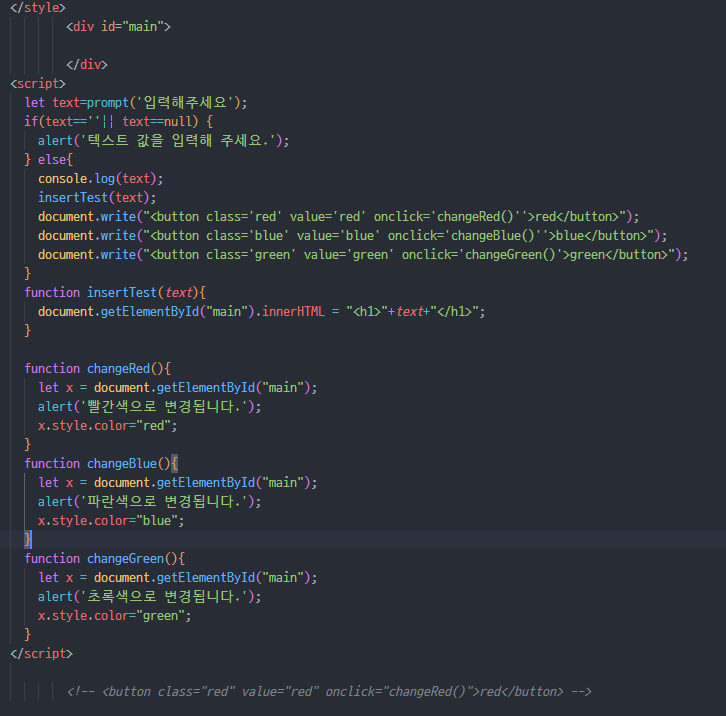 </style>
<div id="main">
</div>
<script>
let text=prompt('입력해주세요');
if(text==''|| text==null) {
alert('텍스트 값을 입력해 주세요.');
} else{
console.log(text);
insertTest(text);
document.write("<button class='red' value='red' onclick='changeRed()''>red</button>");
document.write("<button class='blue' value='blue' onclick='changeBlue()''>blue</button>");
document.write("<button class='green' value='green' onclick='changeGreen()'>green</button>");
}
function insertTest(text){
document.getElementById("main").innerHTML = "<h1>"+text+"</h1>";
}
function changeRed(){
let x = document.getElementById("main");
alert('빨간색으로 변경됩니다.');
x.style.color="red";
}
function changeBlue(){
let x = document.getElementById("main");
alert('파란색으로 변경됩니다.');
x.style.color="blue";
}
function changeGreen(){
let x = document.getElementById("main");
alert('초록색으로 변경됩니다.');
x.style.color="green";
}
</script>
<!-- <button class="red" value="red" onclick="changeRed()">red</button> -->